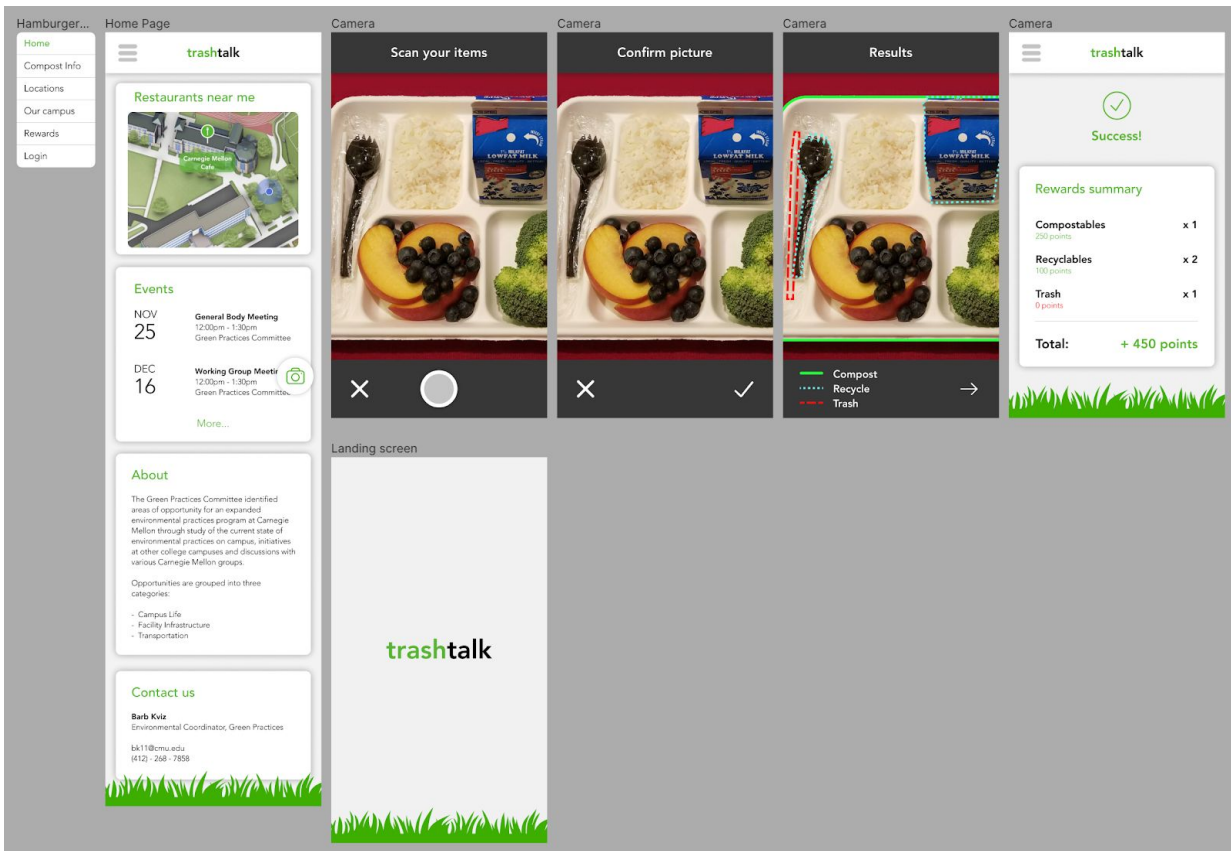 Hamburger...
Home
Compost Info
Locations
Our campus
Rewards
Login
Home Page
trashtalk
Restaurants near me
Carnegie Mellon
Cafe
Events
NOV
25
General Body Meeting
12:00pm - 1:30pm
Green Practices Committee
DEC
16
Working Group Meetin
12:00pm - 1:30pm
Green Practices Committee
More...
About
The Green Practices Committee identified
areas of opportunity for an expanded
environmental practices program at Carnegie
Mellon through study of the current state of
environmental practices on campus, initiatives
at other college campuses and discussions with
various Carnegie Mellon groups.
Opportunities are grouped into three
categories:
- Campus Life
- Facility Infrastructure
- Transportation
Contact us
Barb Kviz
Environmental Coordinator, Green Practices
bk11@cmu.edu
(412) - 268 - 7858
Camera
Scan your items
1% MILKFAT
LOWFAT MILK
Camera
Confirm picture
1% MILKFAT
LOWFAT MILK
Camera
Results
1% MILKFAT
LOWFAT MILK
Compost
Recycle
Trash
Camera
trashtalk
Success!
Rewards summary
Compostables x 1
250 points
Recyclables x 2
100 points
Trash x 1
0 points
Total: + 450 points
Landing screen
trashtalk